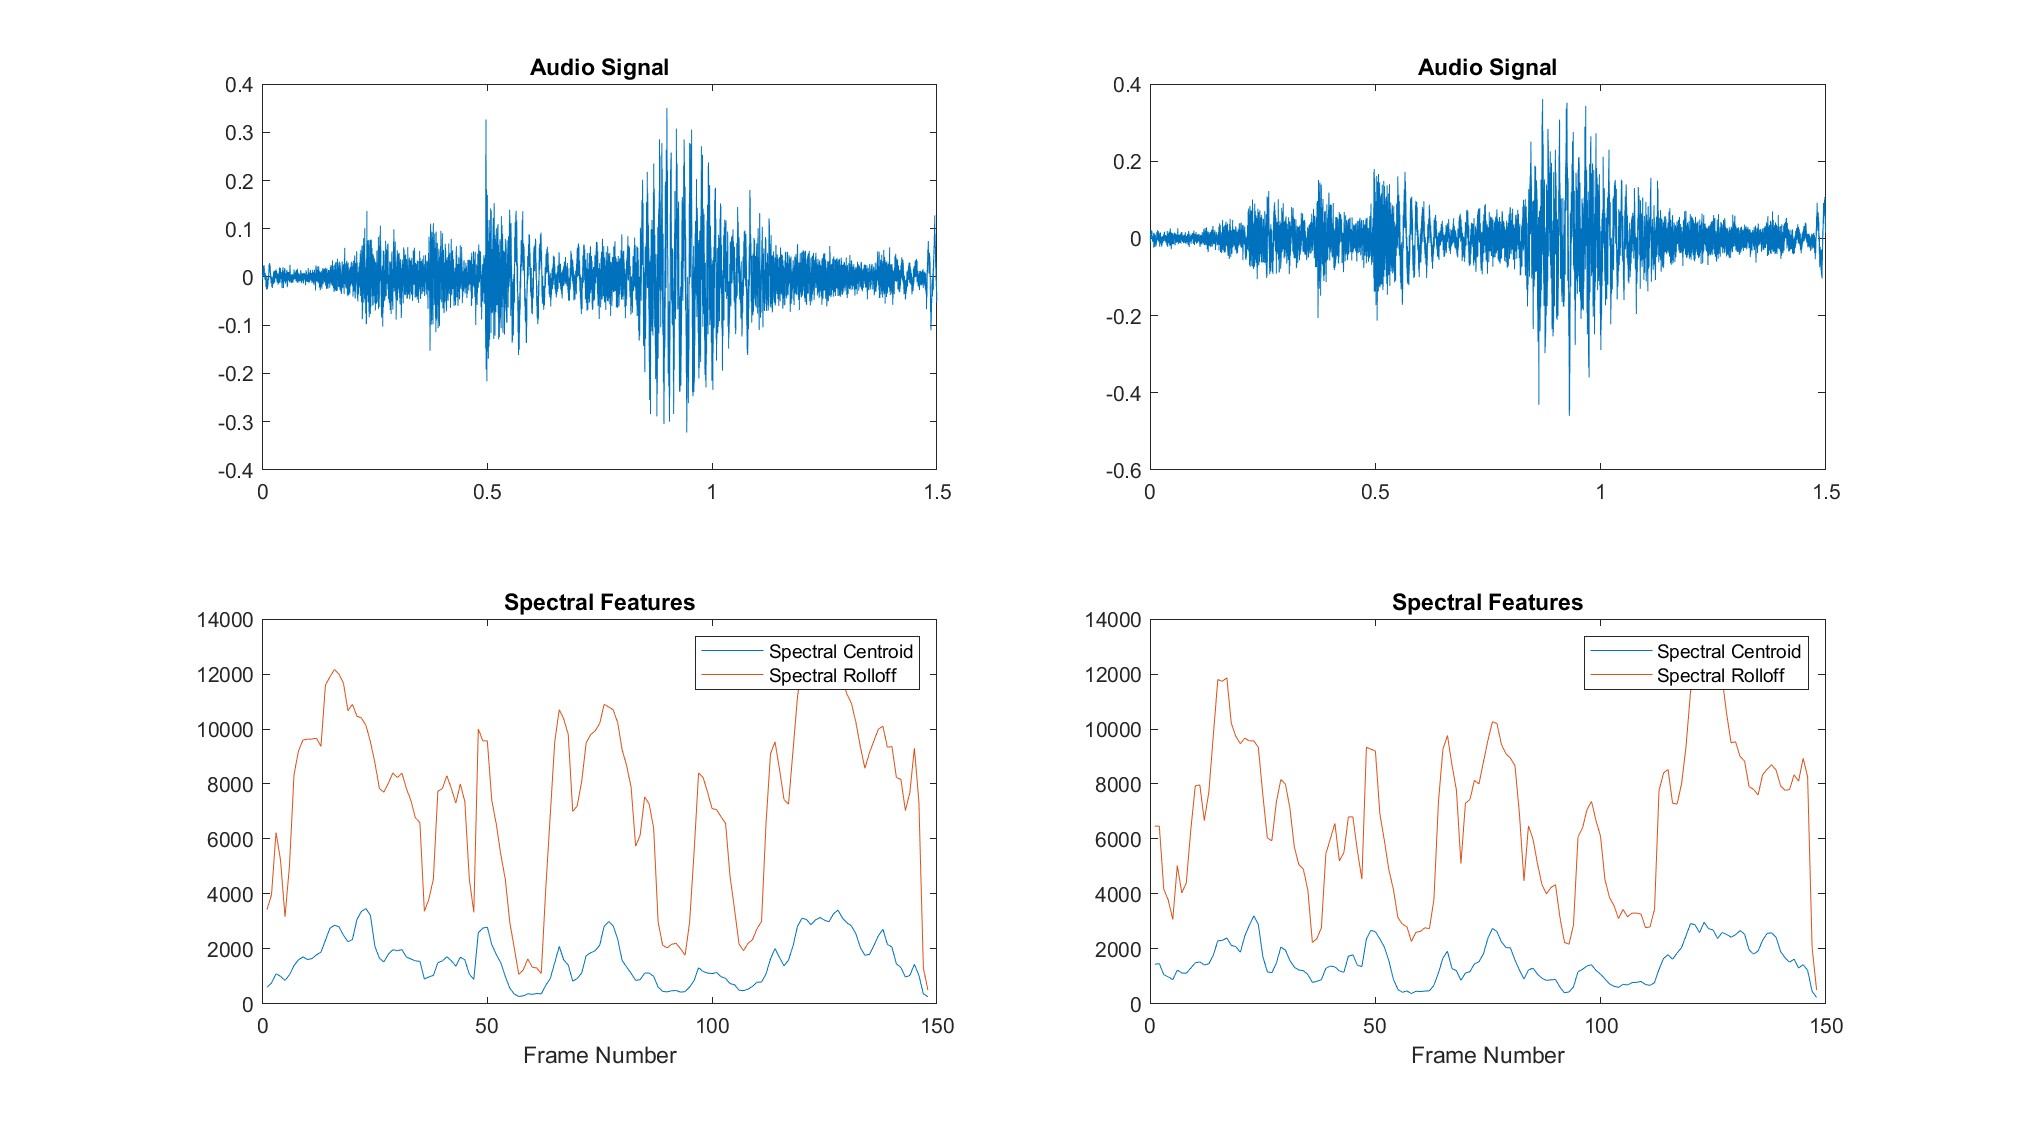 Audio Signal
0.4
0.3
0.2
0.1
0
-0.1
-0.2
-0.3
-0.4
0 0.5 1 1.5
Audio Signal
0.4
0.2
0
-0.2
-0.4
-0.6
0 0.5 1 1.5
Spectral Features
14000
12000
10000
8000
6000
4000
2000
0
Spectral Centroid
Spectral Rolloff
0 50 100 150
Frame Number
Spectral Features
14000
12000
10000
8000
6000
4000
2000
0
Spectral Centroid
Spectral Rolloff
0 50 100 150
Frame Number